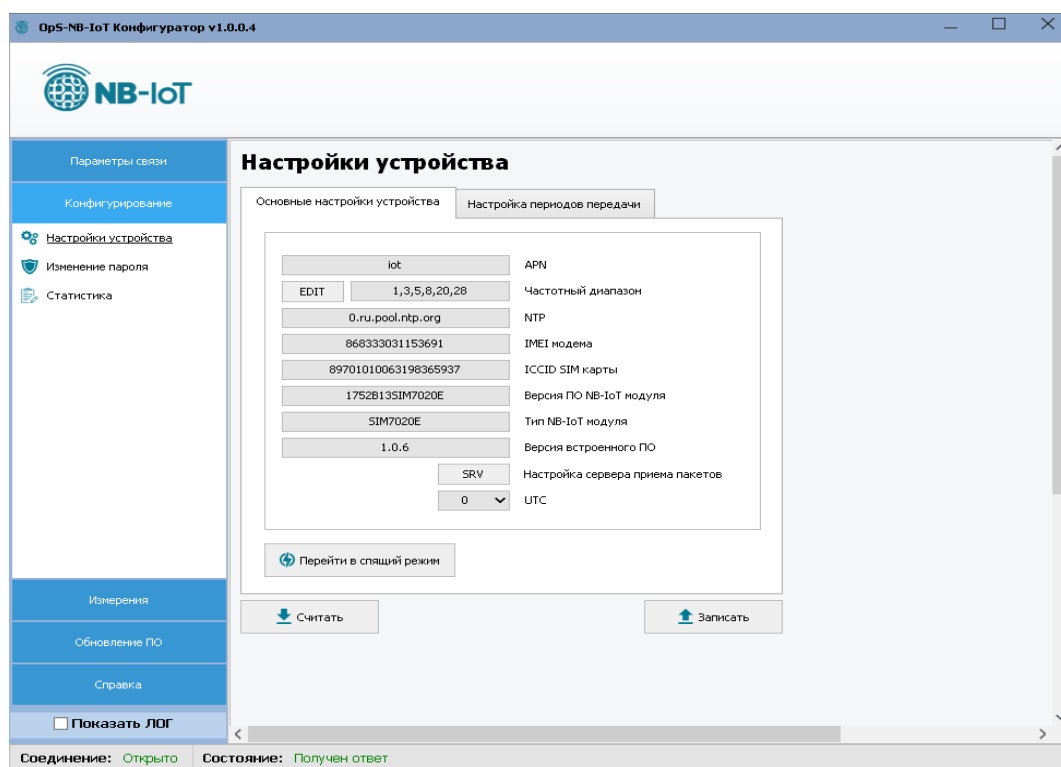 OpS-NB-IoT Конфигуратор v1.0.0.4
NB-IoT
Параметры связи
Конфигурирование
Настройки устройства
Изменение пароля
Статистика
Измерения
Обновление ПО
Справка
Показать ЛОГ
Настройки устройства
Основные настройки устройства
Настройка периодов передачи
iot APN
EDIT 1,3,5,8,20,28 Частотный диапазон
0.ru.pool.ntp.org NTP
868333031153691 IMEI модема
89701010063198365937 ICCID SIM карты
1752B13SIM7020E Версия ПО NB-IoT модуля
SIM7020E Тип NB-IoT модуля
1.0.6 Версия встроенного ПО
SRV Настройка сервера приема пакетов
0 UTC
Перейти в спящий режим
Считать
Записать
Соединение: Открыто Состояние: Получен ответ